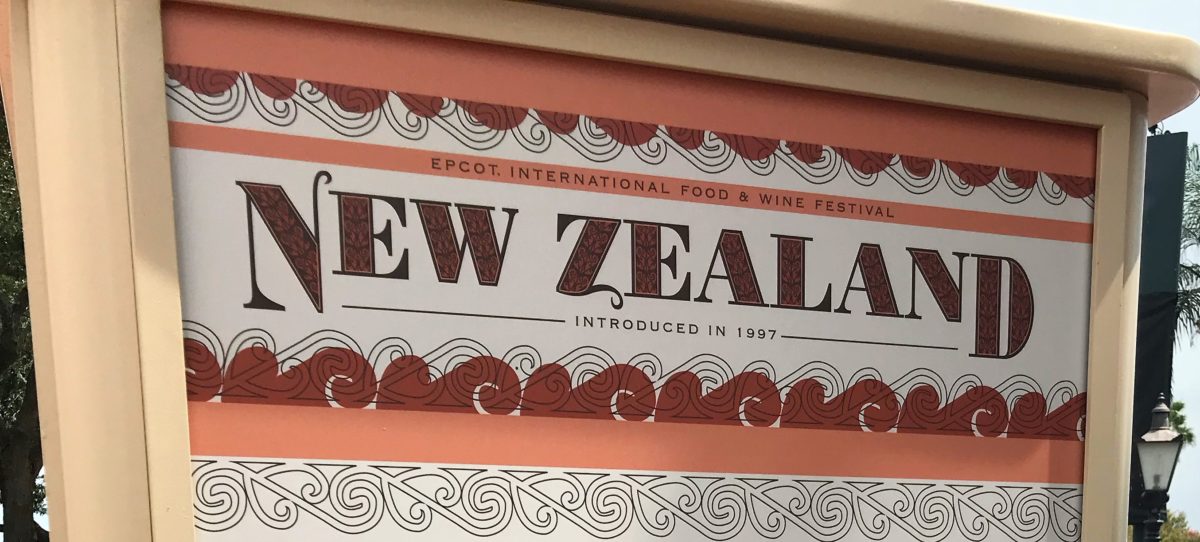 EPCOT. INTERNATIONAL FOOD & WINE FESTIVAL
NEW ZEALAND
INTRODUCED IN 1997